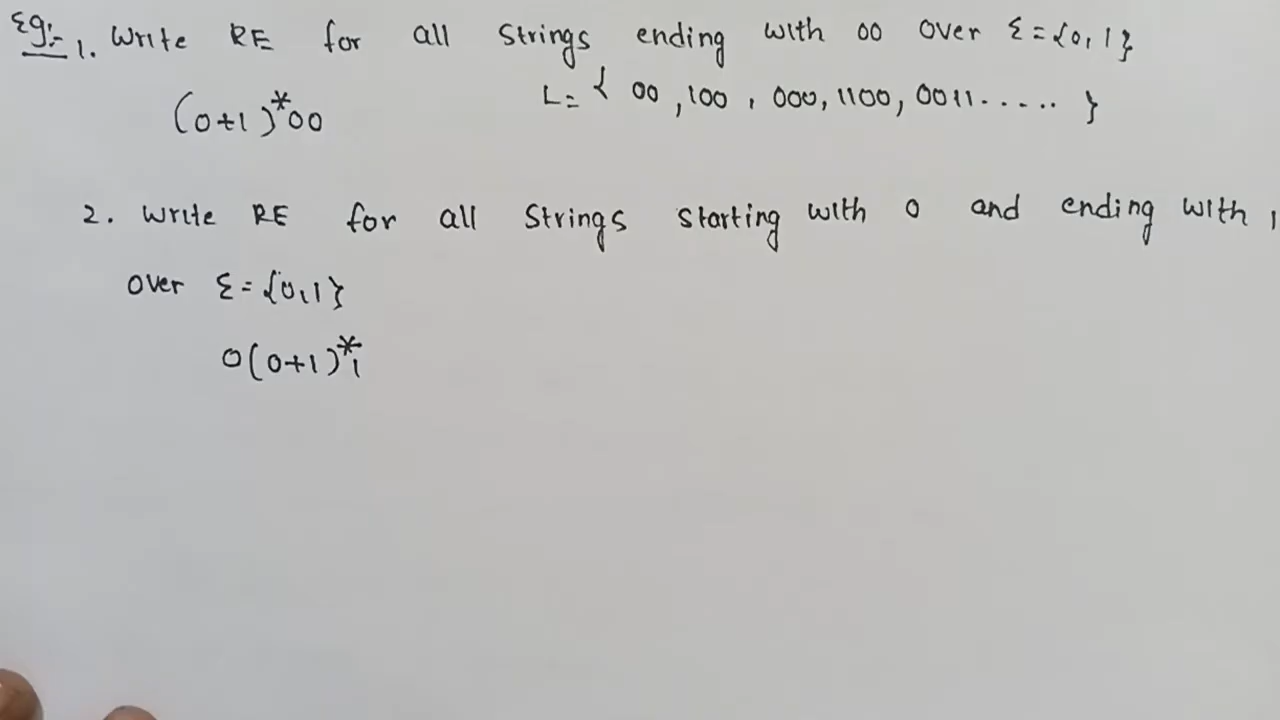 Eg:- 1. Write RE for all strings ending with 00 over Σ={0,1}
(0+1)*00 L= { 00, 100, 000, 1100, 0011..... }
2. Write RE for all strings starting with 0 and ending with 1
over Σ={0,1}
0(0+1)*1